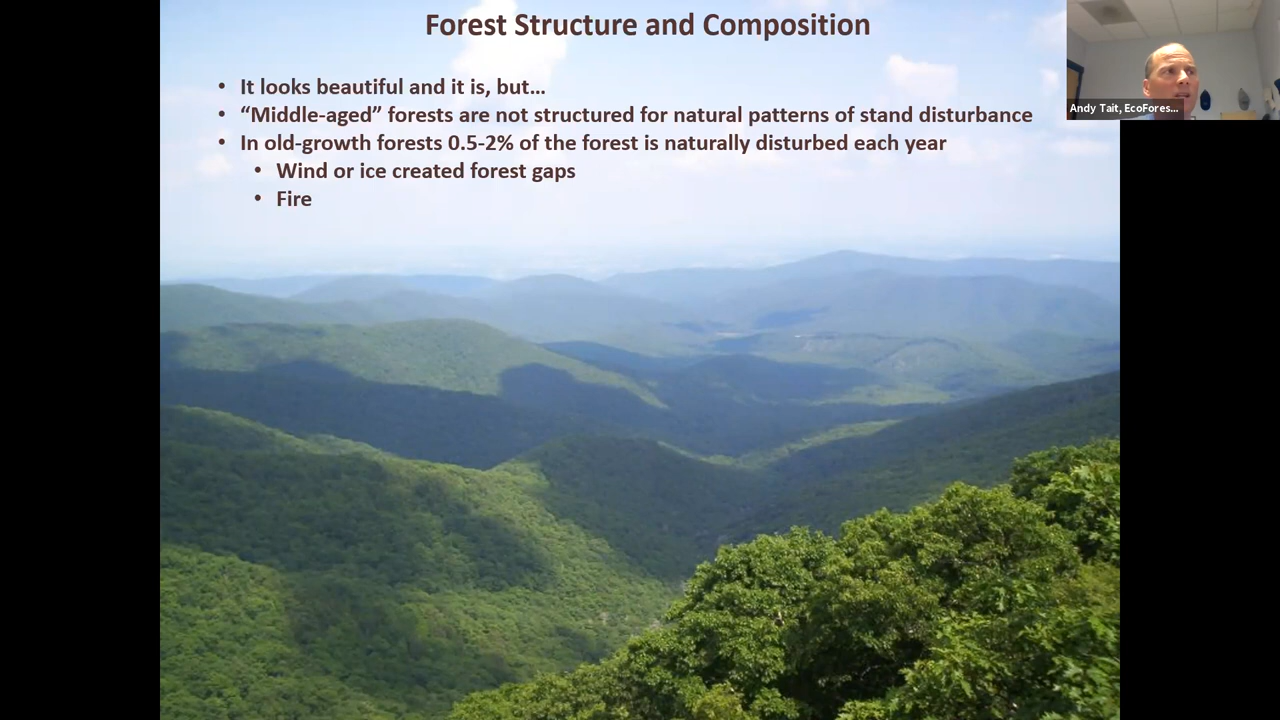 Forest Structure and Composition
• It looks beautiful and it is, but…
• “Middle-aged” forests are not structured for natural patterns of stand disturbance
• In old-growth forests 0.5-2% of the forest is naturally disturbed each year
• Wind or ice created forest gaps
• Fire
Andy Tait, EcoFores...